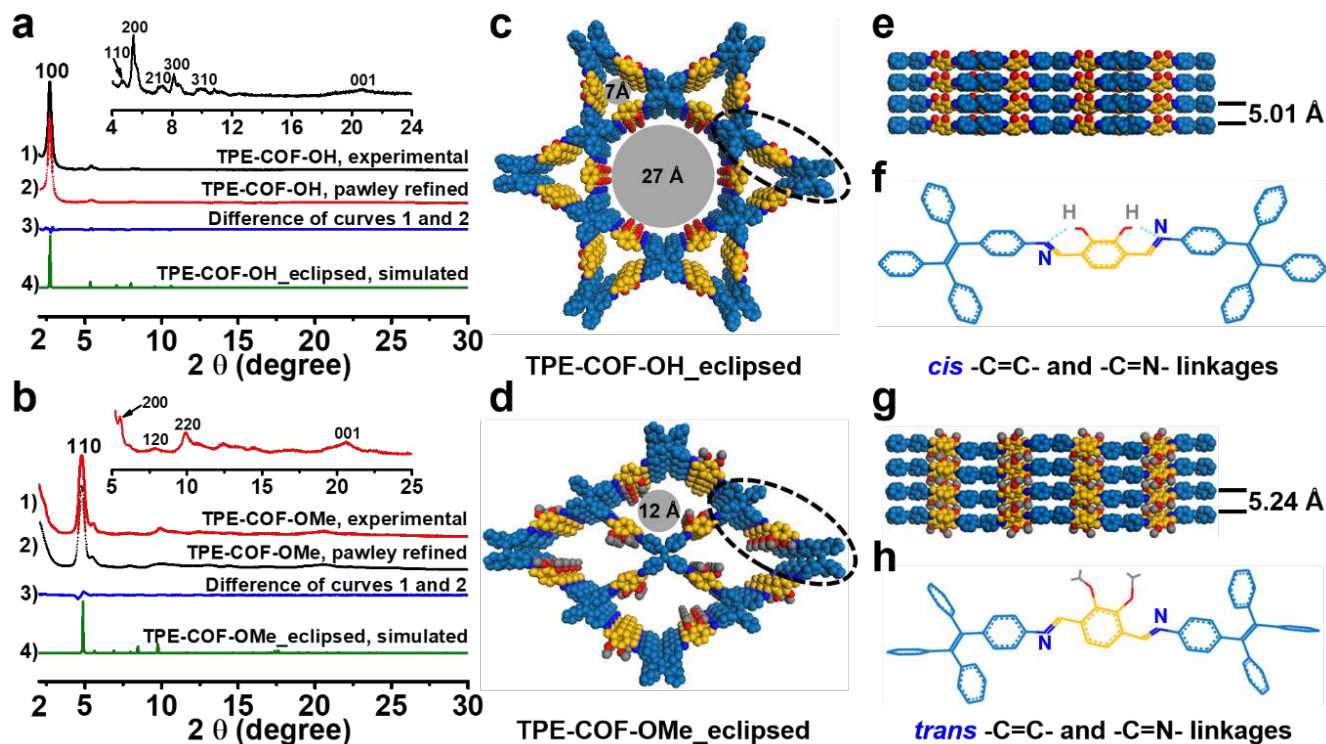 a
100
110
200
210
300
310
001
4 8 12 16 20 24
1) TPE-COF-OH, experimental
2) TPE-COF-OH, pawley refined
3) Difference of curves 1 and 2
4) TPE-COF-OH_eclipsed, simulated
2 5 10 15 20 25 30
2 θ (degree)
b
110
200
120
220
001
5 10 15 20 25
1) TPE-COF-OMe, experimental
2) TPE-COF-OMe, pawley refined
3) Difference of curves 1 and 2
4) TPE-COF-OMe_eclipsed, simulated
2 5 10 15 20 25 30
2 θ (degree)
c
7Å
27 Å
TPE-COF-OH_eclipsed
d
12 Å
TPE-COF-OMe_eclipsed
e
5.01 Å
f
H H
N N
cis -C=C- and -C=N- linkages
g
5.24 Å
h
N N
trans -C=C- and -C=N- linkages